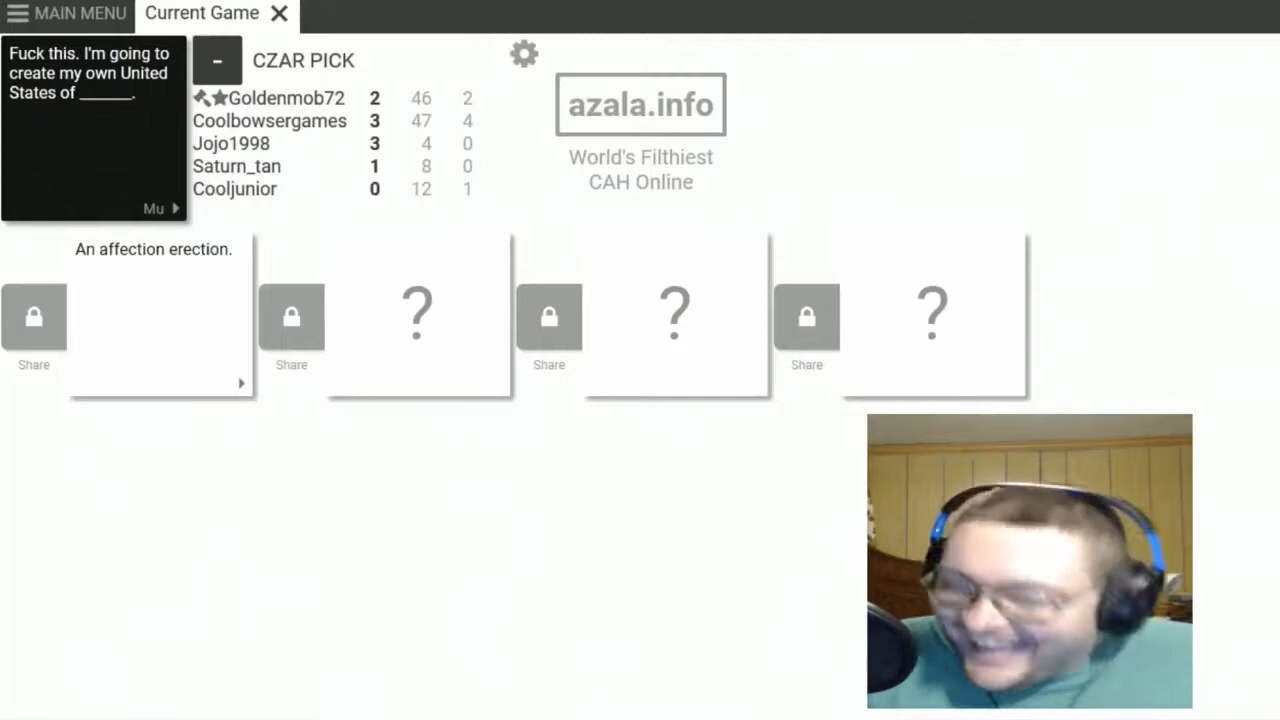 MAIN MENU
Current Game
Fuck this. I'm going to
create my own United
States of ______.
Mu
-
CZAR PICK
Goldenmob72 2 46 2
Coolbowsergames 3 47 4
Jojo1998 3 4 0
Saturn_tan 1 8 0
Cooljunior 0 12 1
azala.info
World's Filthiest
CAH Online
An affection erection.
Share
Share
?
Share
?
Share
?